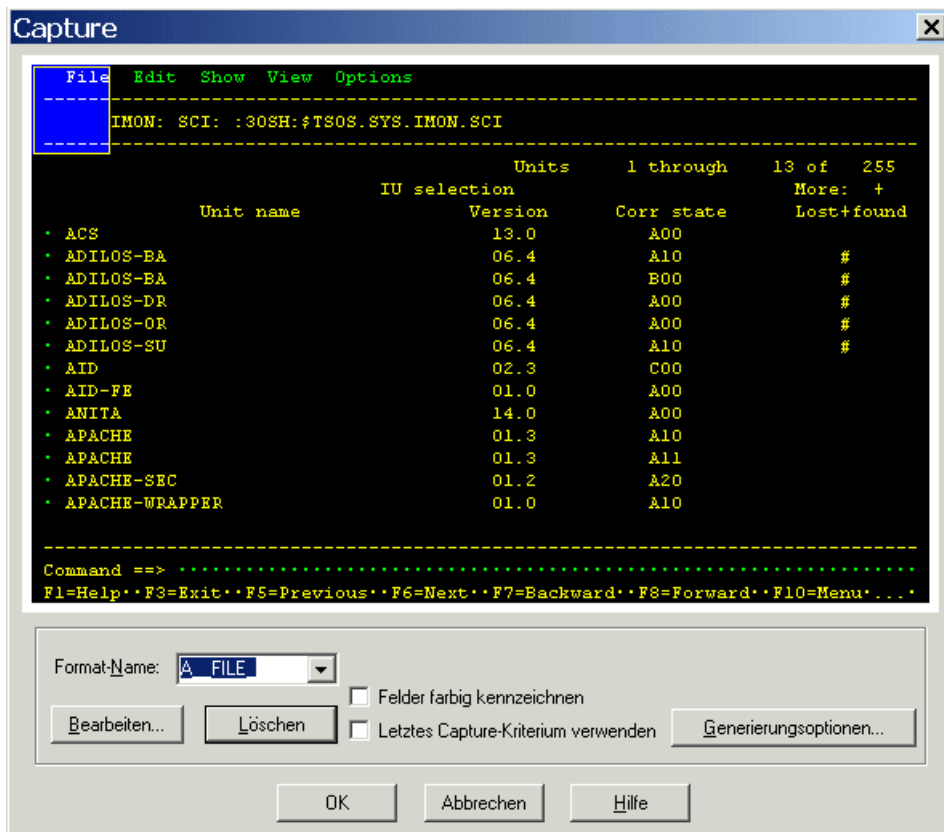 Capture
File Edit Show View Options
IMON: SCI: :3OSH:$TSOS.SYS.IMON.SCI
Units 1 through 13 of 255
IU selection More: +
Unit name Version Corr state Lost+found
ACS 13.0 A00
ADILOS-BA 06.4 A10 #
ADILOS-BA 06.4 B00 #
ADILOS-DR 06.4 A00 #
ADILOS-OR 06.4 A00 #
ADILOS-SU 06.4 A10 #
AID 02.3 C00
AID-FE 01.0 A00
ANITA 14.0 A00
APACHE 01.3 A10
APACHE 01.3 A11
APACHE-SEC 01.2 A20
APACHE-WRAPPER 01.0 A10
Command ==>
F1=Help··F3=Exit··F5=Previous··F6=Next··F7=Backward··F8=Forward··F10=Menu·...·
Format-Name: A__FILE_
Felder farbig kennzeichnen
Bearbeiten... Löschen Letztes Capture-Kriterium verwenden Generierungsoptionen...
OK Abbrechen Hilfe